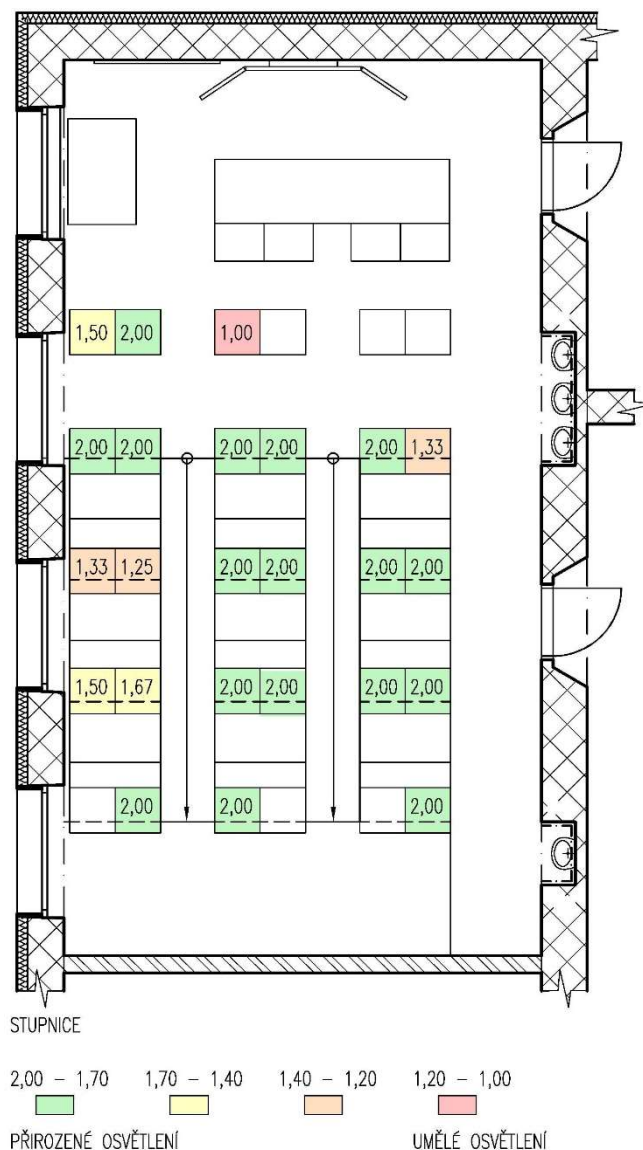 1,50 2,00 1,00
2,00 2,00 2,00 2,00 2,00 1,33
1,33 1,25 2,00 2,00 2,00 2,00
1,50 1,67 2,00 2,00 2,00 2,00
2,00 2,00 2,00
STUPNICE
2,00 – 1,70 1,70 – 1,40 1,40 – 1,20 1,20 – 1,00
PŘIROZENÉ OSVĚTLENÍ UMĚLÉ OSVĚTLENÍ